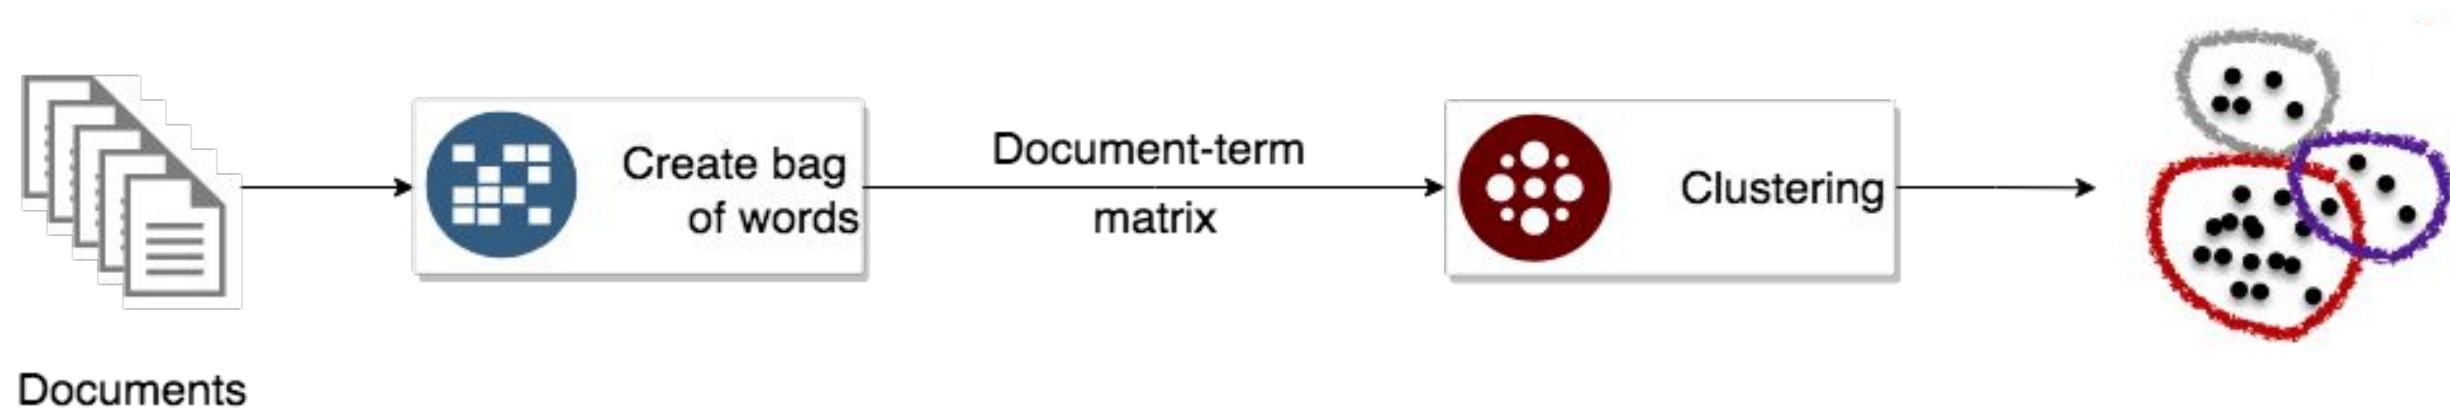 Documents
Create bag
of words
Document-term
matrix
Clustering